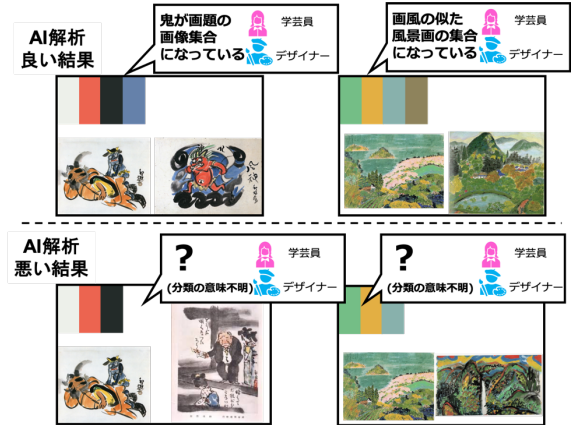 AI解析
良い結果
鬼が画題の
画像集合
になっている
学芸員
デザイナー
画風の似た
風景画の集合
になっている
学芸員
デザイナー
AI解析
悪い結果
?
(分類の意味不明)
学芸員
デザイナー
?
(分類の意味不明)
学芸員
デザイナー